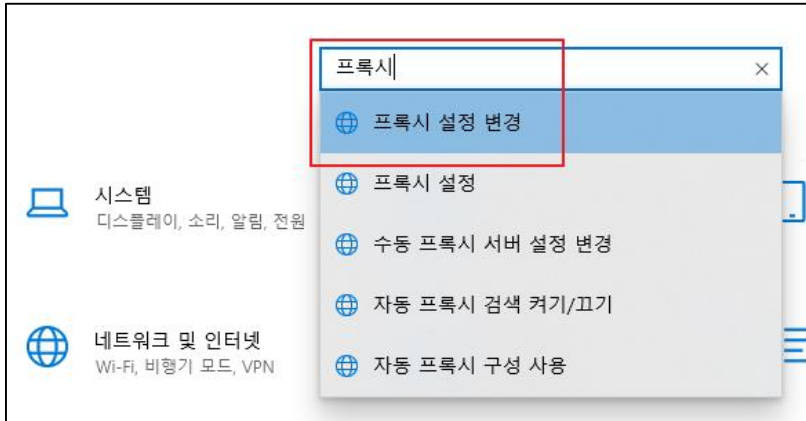 프록시
프록시 설정 변경
프록시 설정
수동 프록시 서버 설정 변경
자동 프록시 검색 켜기/끄기
자동 프록시 구성 사용
시스템
디스플레이, 소리, 알림, 전원
네트워크 및 인터넷
Wi-Fi, 비행기 모드, VPN